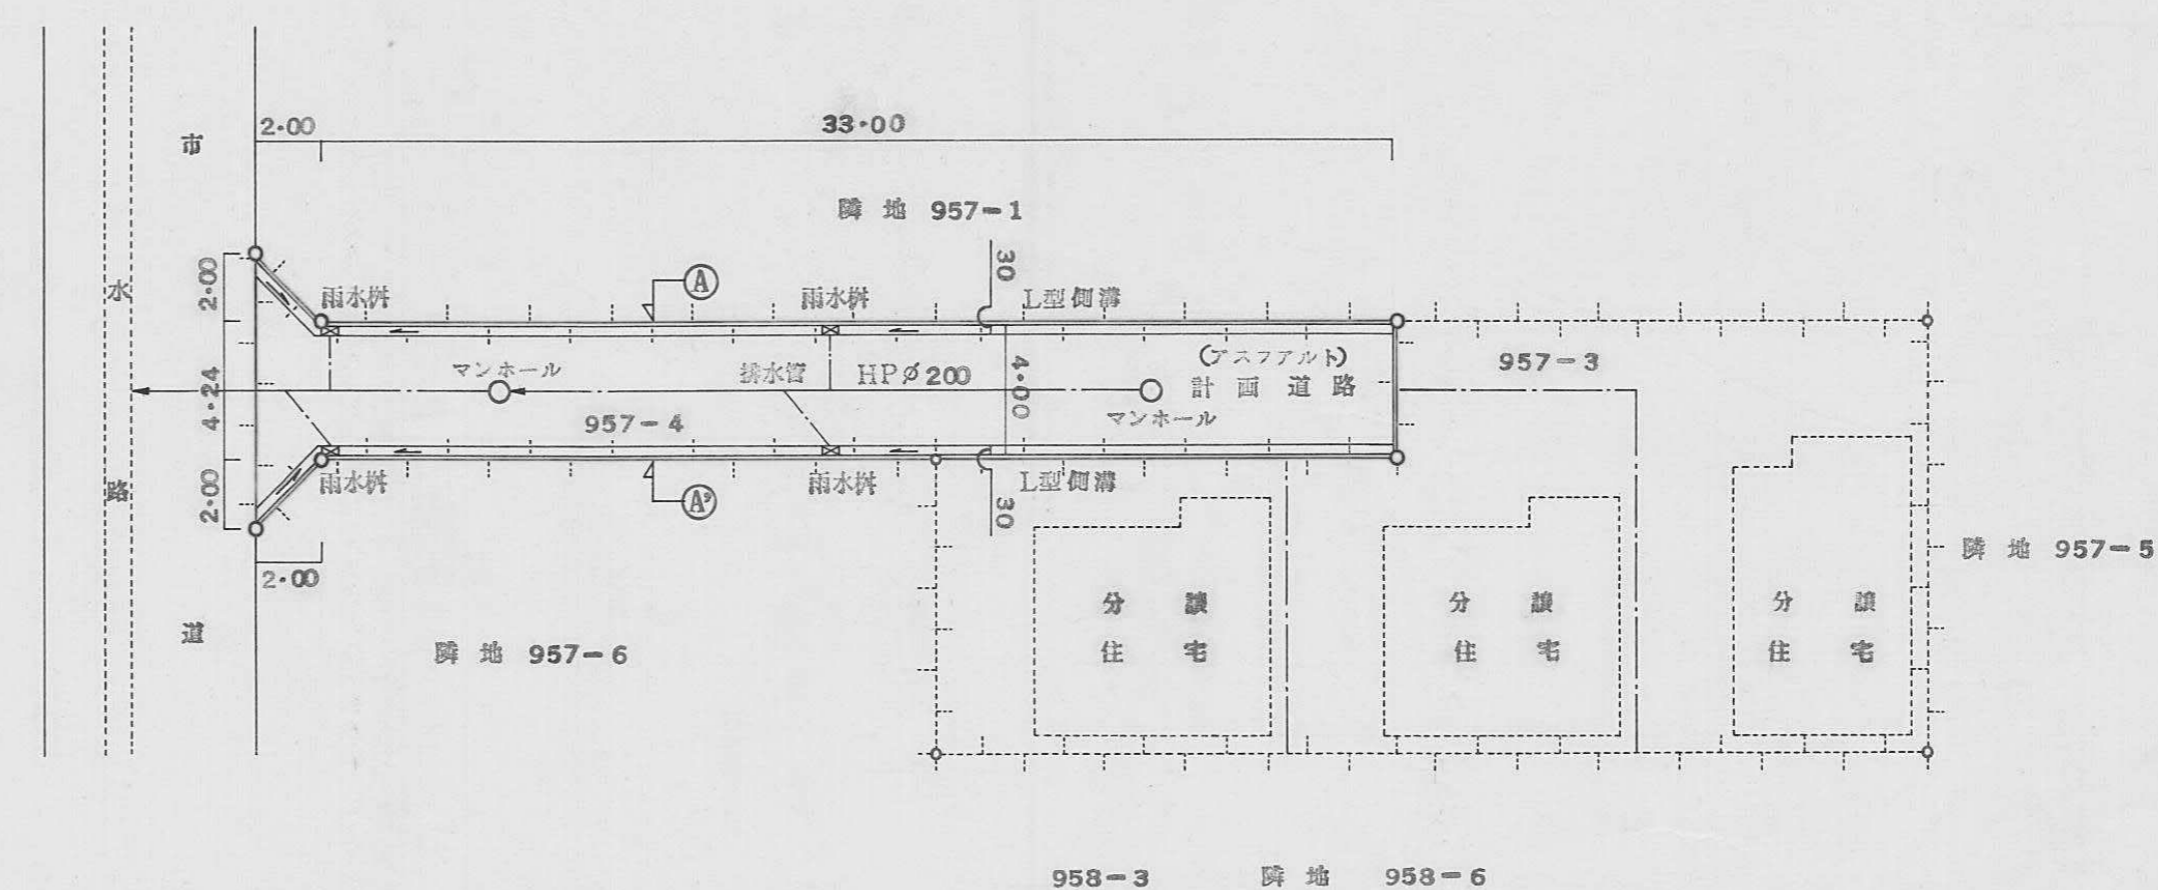 2・00
33・00
市
隣 地 957-1
2・00
30
水
雨水桝
A
雨水桝
L型側溝
マンホール
排水管
HPφ200
4・00
(アスファルト)
計 画 道 路
957-3
4・24
957-4
マンホール
路
2・00
雨水桝
A'
雨水桝
30
L型側溝
2・00
隣 地 957-5
道
隣 地 957-6
分 譲
住 宅
分 譲
住 宅
分 譲
住 宅
958-3 隣 地 958-6